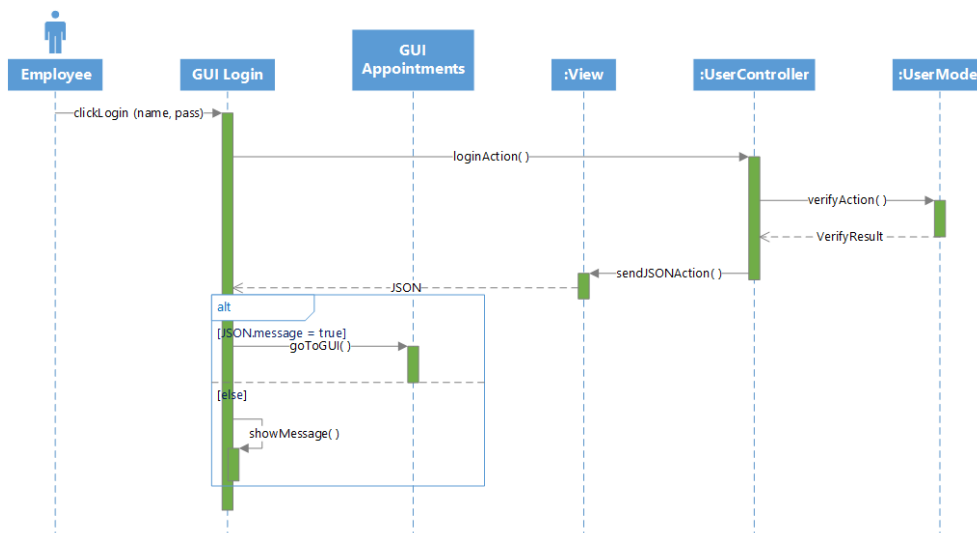 Employee
GUI Login
GUI
Appointments
:View
:UserController
:UserMode
clickLogin (name, pass)
loginAction( )
verifyAction( )
VerifyResult
sendJSONAction( )
JSON
alt
[JSON.message = true]
goToGUI( )
[else]
showMessage( )